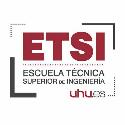 ETSI
ESCUELA TÉCNICA
SUPERIOR DE INGENIERÍA
uhu.es